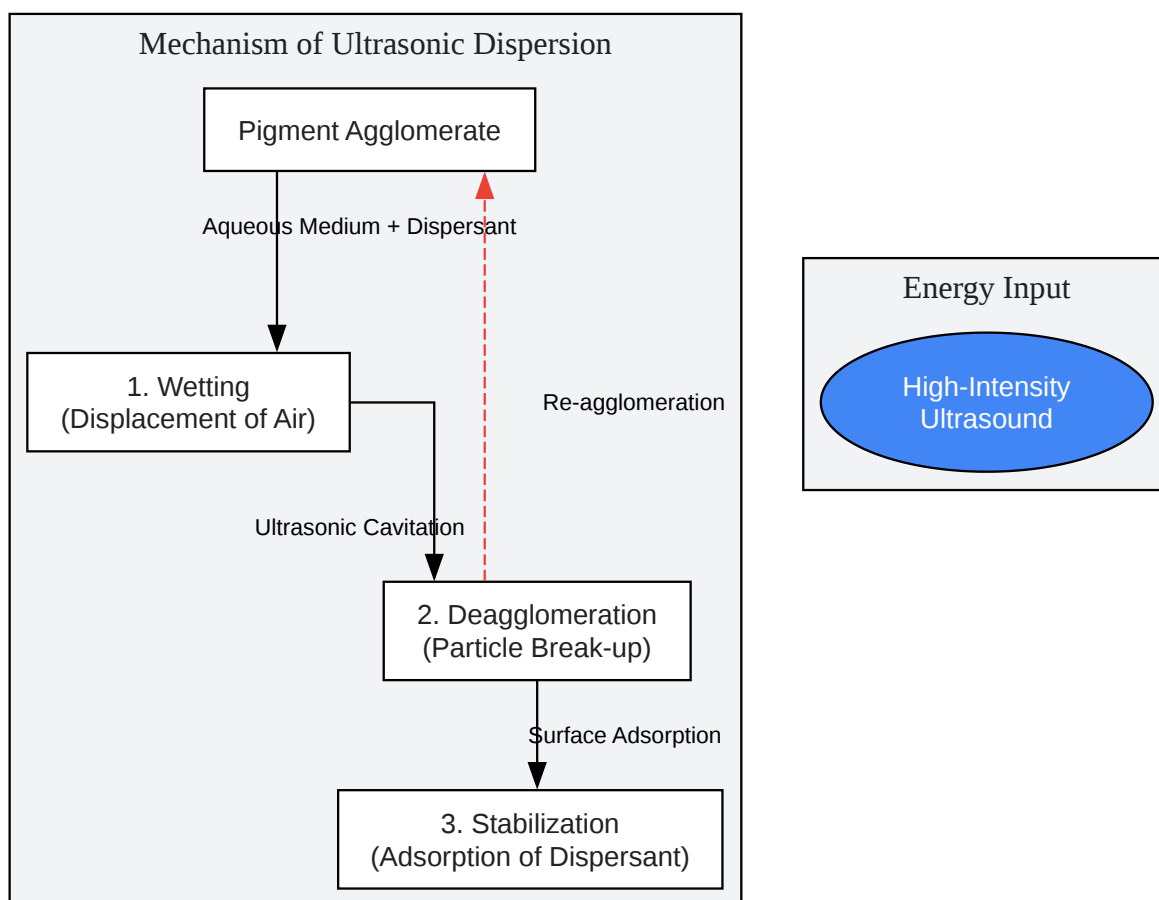 Mechanism of Ultrasonic Dispersion
Pigment Agglomerate
Aqueous Medium + Dispersant
1. Wetting
(Displacement of Air)
Re-agglomeration
Ultrasonic Cavitation
2. Deagglomeration
(Particle Break-up)
Surface Adsorption
3. Stabilization
(Adsorption of Dispersant)
Energy Input
High-Intensity
Ultrasound